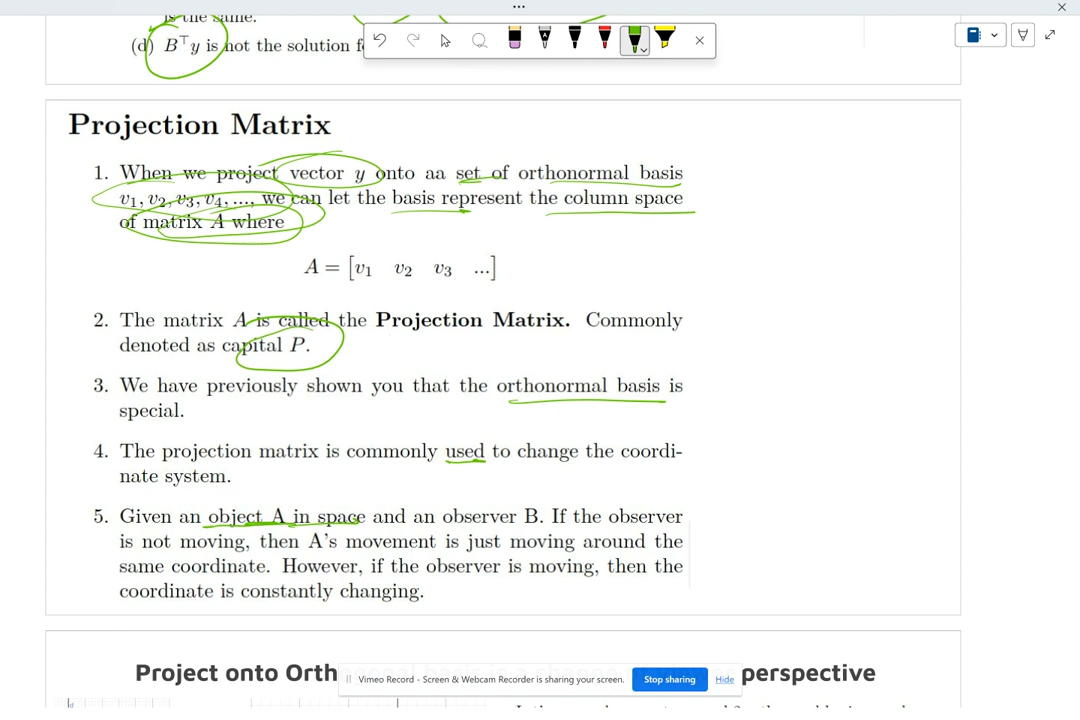 is the same.
(d) B⊤y is not the solution f
Projection Matrix
1. When we project vector y onto aa set of orthonormal basis
v1, v2, v3, v4, ..., we can let the basis represent the column space
of matrix A where
A = [v1 v2 v3 ...]
2. The matrix A is called the Projection Matrix. Commonly
denoted as capital P.
3. We have previously shown you that the orthonormal basis is
special.
4. The projection matrix is commonly used to change the coordi-
nate system.
5. Given an object A in space and an observer B. If the observer
is not moving, then A's movement is just moving around the
same coordinate. However, if the observer is moving, then the
coordinate is constantly changing.
Project onto Orth perspective
Vimeo Record - Screen & Webcam Recorder is sharing your screen. Stop sharing Hide